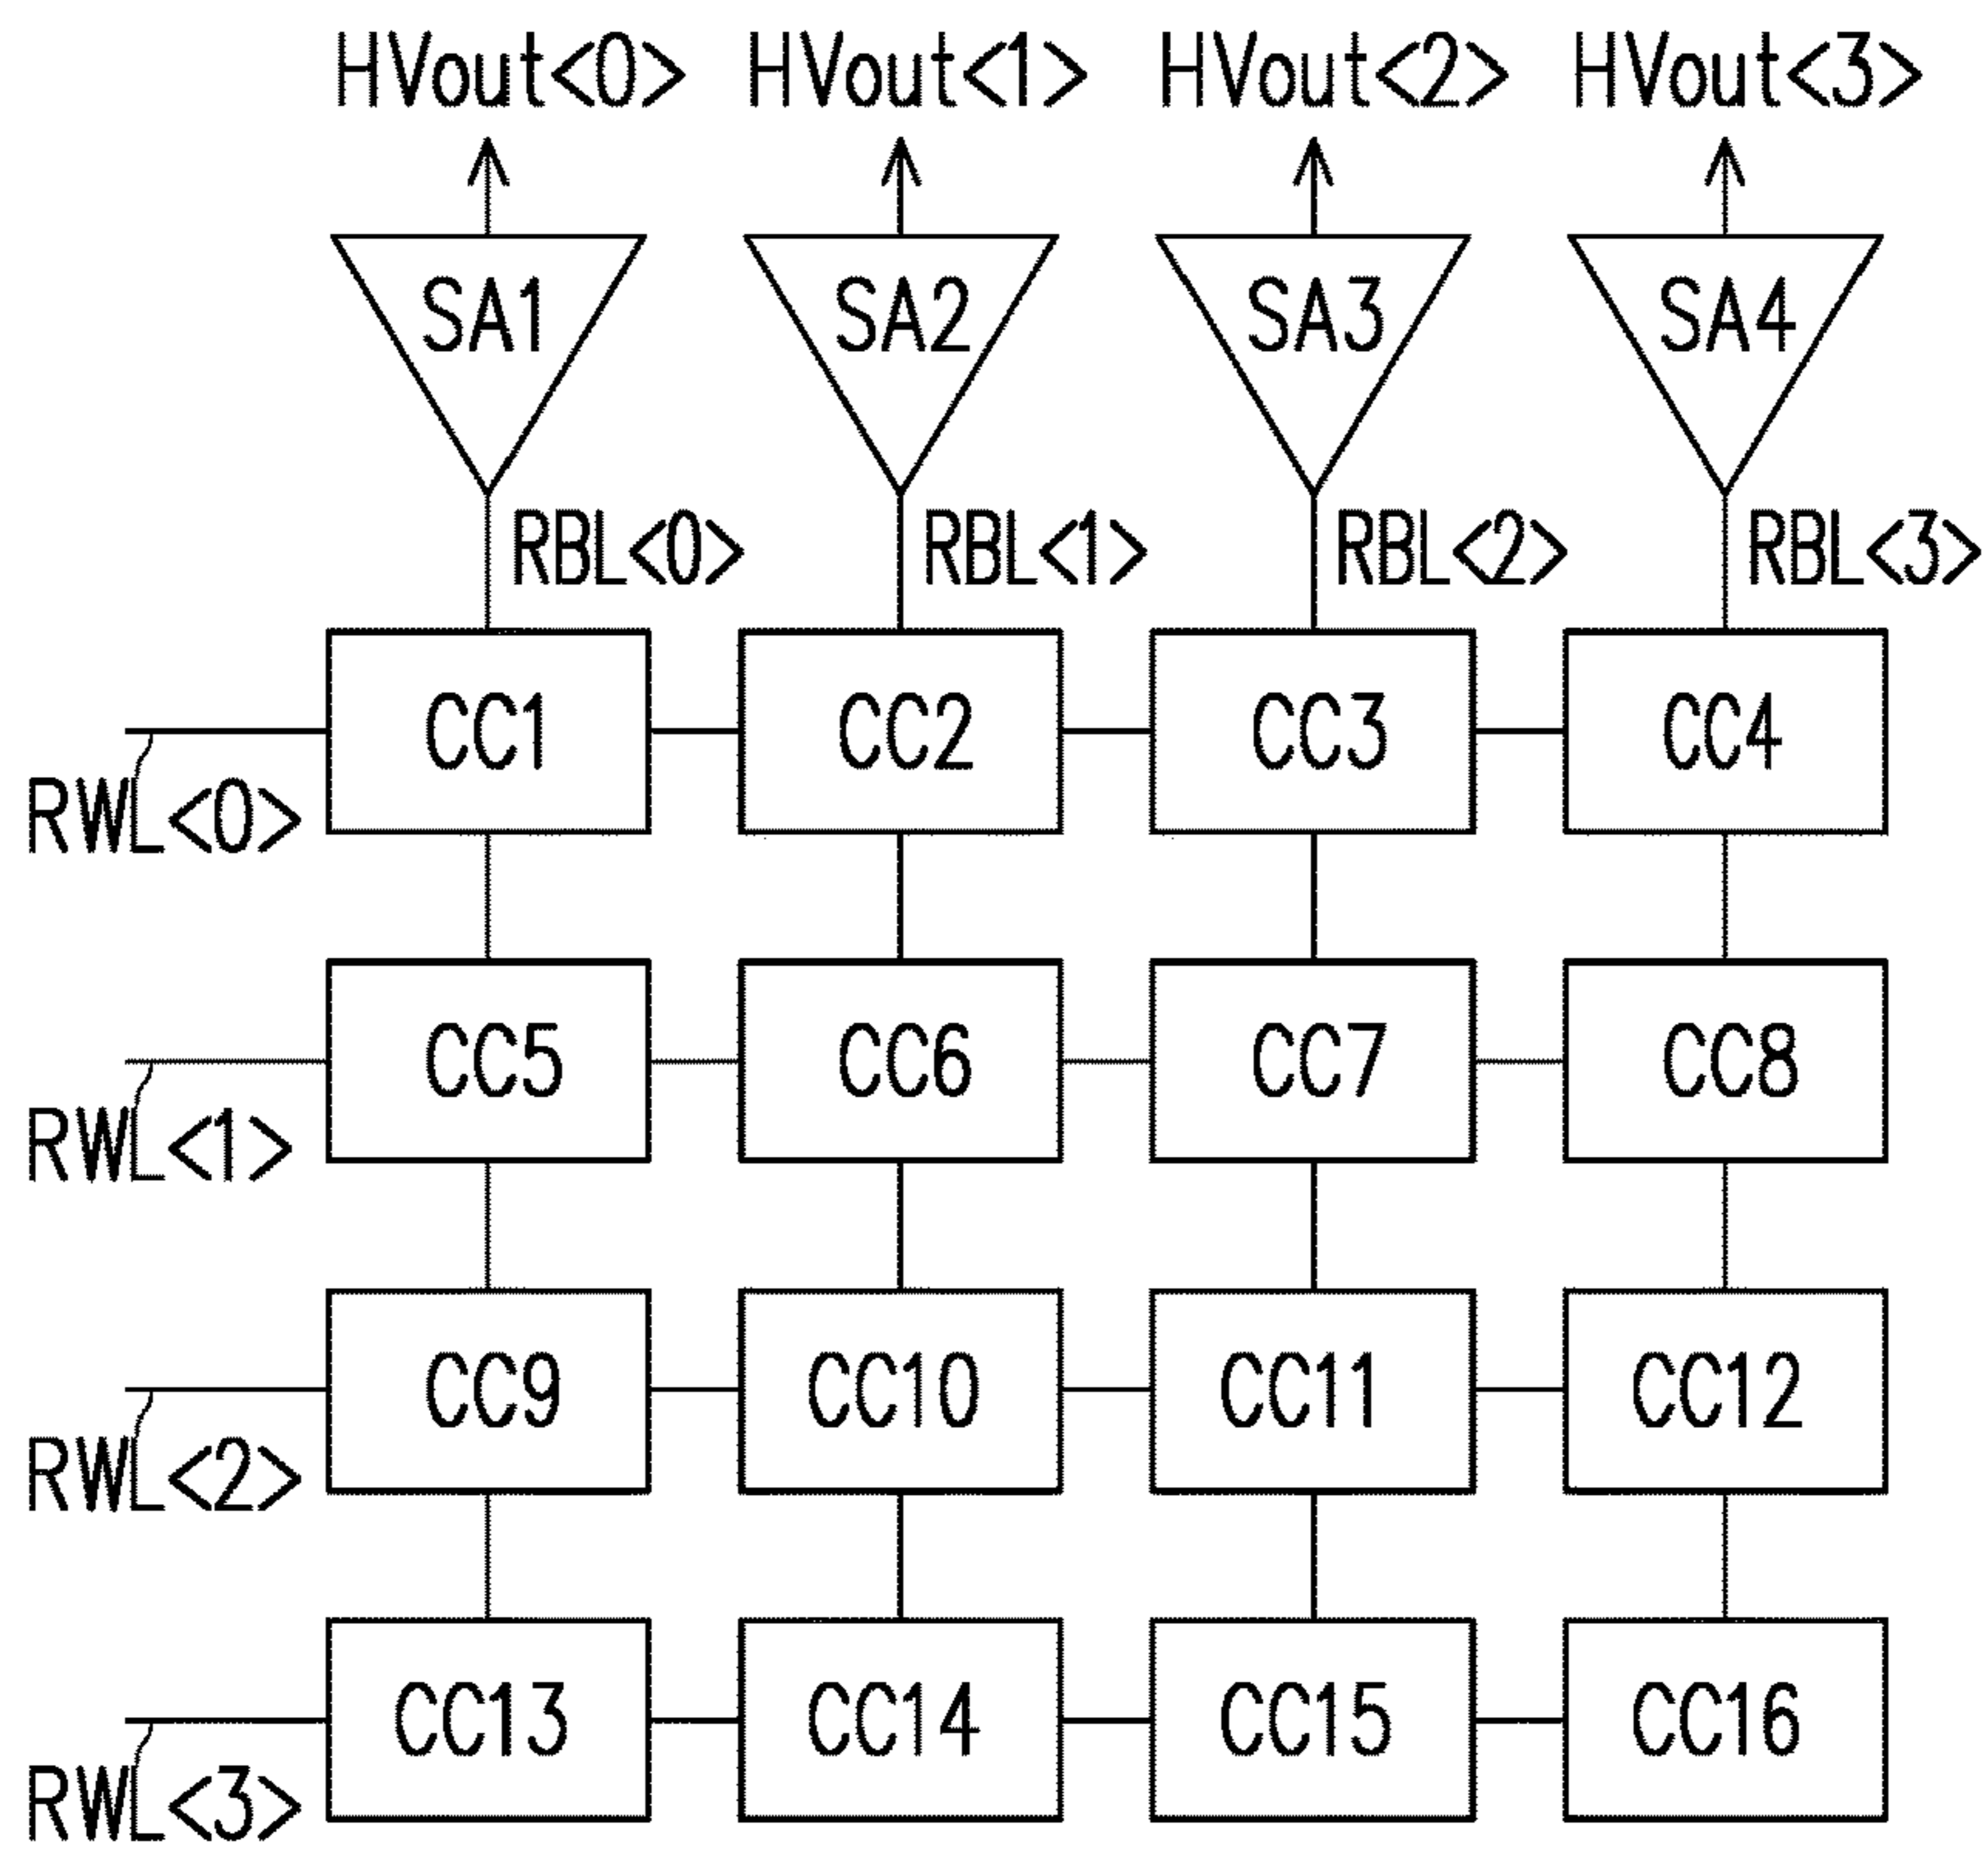 HVout<0> HVout<1> HVout<2> HVout<3>
SA1 SA2 SA3 SA4
RBL<0> RBL<1> RBL<2> RBL<3>
CC1 CC2 CC3 CC4
RWL<0>
CC5 CC6 CC7 CC8
RWL<1>
CC9 CC10 CC11 CC12
RWL<2>
CC13 CC14 CC15 CC16
RWL<3>